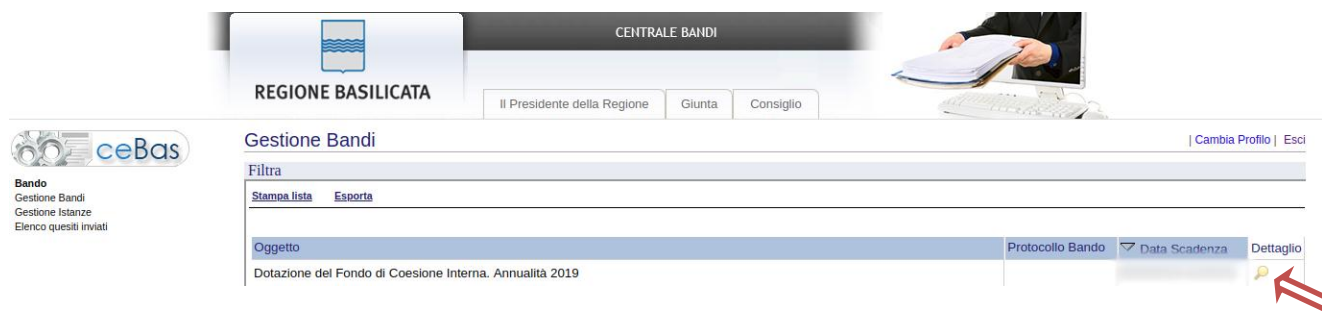 CENTRALE BANDI
REGIONE BASILICATA
Il Presidente della Regione Giunta Consiglio
ceBas
Gestione Bandi
| Cambia Profilo | Esci
Filtra
Bando
Gestione Bandi
Gestione Istanze
Elenco quesiti inviati
Stampa lista Esporta
Oggetto Protocollo Bando Data Scadenza Dettaglio
Dotazione del Fondo di Coesione Interna. Annualità 2019